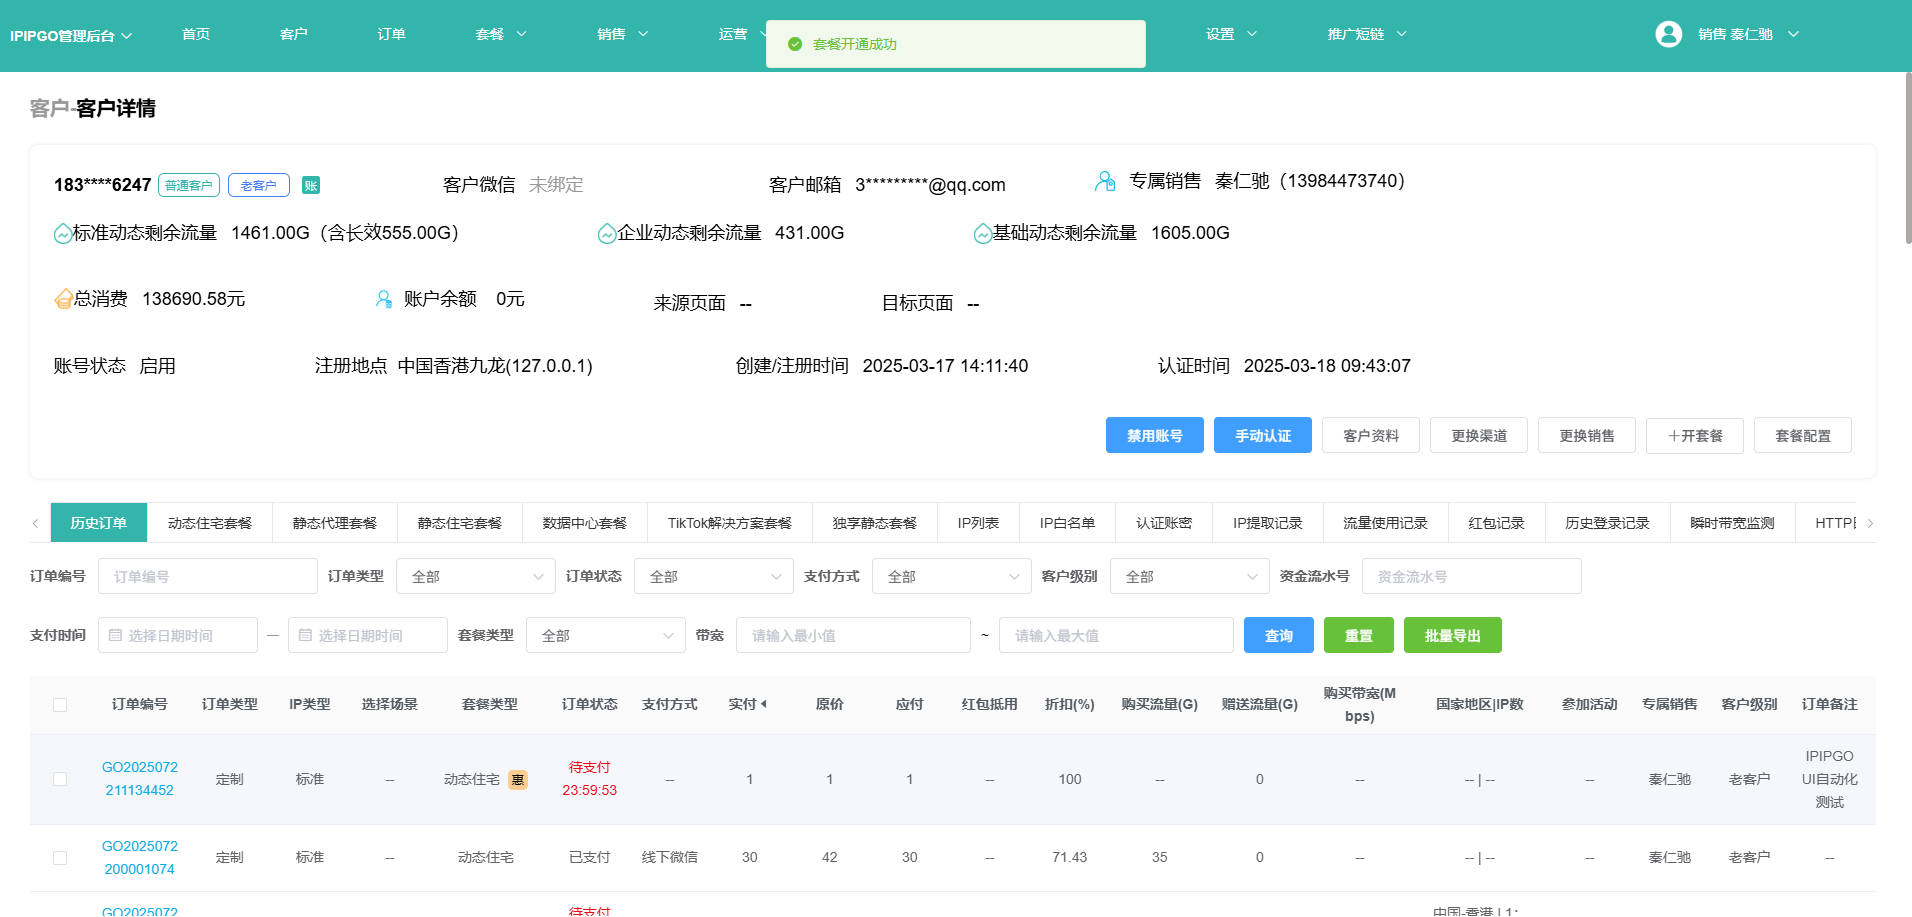 IPIPGO管理后台 首页 客户 订单 套餐 销售 运营 设置 推广短链 销售 秦仁驰
套餐开通成功
客户-客户详情
183****6247 普通客户 老客户 账 客户微信 未绑定 客户邮箱 3*********@qq.com 专属销售 秦仁驰（13984473740）
标准动态剩余流量 1461.00G（含长效555.00G） 企业动态剩余流量 431.00G 基础动态剩余流量 1605.00G
总消费 138690.58元 账户余额 0元 来源页面 -- 目标页面 --
账号状态 启用 注册地点 中国香港九龙(127.0.0.1) 创建/注册时间 2025-03-17 14:11:40 认证时间 2025-03-18 09:43:07
禁用账号 手动认证 客户资料 更换渠道 更换销售 ＋开套餐 套餐配置
历史订单 动态住宅套餐 静态代理套餐 静态住宅套餐 数据中心套餐 TikTok解决方案套餐 独享静态套餐 IP列表 IP白名单 认证账密 IP提取记录 流量使用记录 红包记录 历史登录记录 瞬时带宽监测 HTTP
订单编号 订单编号 订单类型 全部 订单状态 全部 支付方式 全部 客户级别 全部 资金流水号 资金流水号
支付时间 选择日期时间 — 选择日期时间 套餐类型 全部 带宽 请输入最小值 ~ 请输入最大值 查询 重置 批量导出
订单编号 订单类型 IP类型 选择场景 套餐类型 订单状态 支付方式 实付 原价 应付 红包抵用 折扣(%) 购买流量(G) 赠送流量(G) 购买带宽(M 国家地区|IP数 参加活动 专属销售 客户级别 订单备注
bps)
GO2025072 定制 标准 -- 动态住宅 惠 待支付 -- 1 1 1 -- 100 -- 0 -- -- | -- -- 秦仁驰 老客户 IPIPGO
211134452 23:59:53 UI自动化
测试
GO2025072 定制 标准 -- 动态住宅 已支付 线下微信 30 42 30 -- 71.43 35 0 -- -- | -- -- 秦仁驰 老客户 --
200001074
GO2025072 待支付 中国-香港 | 1: